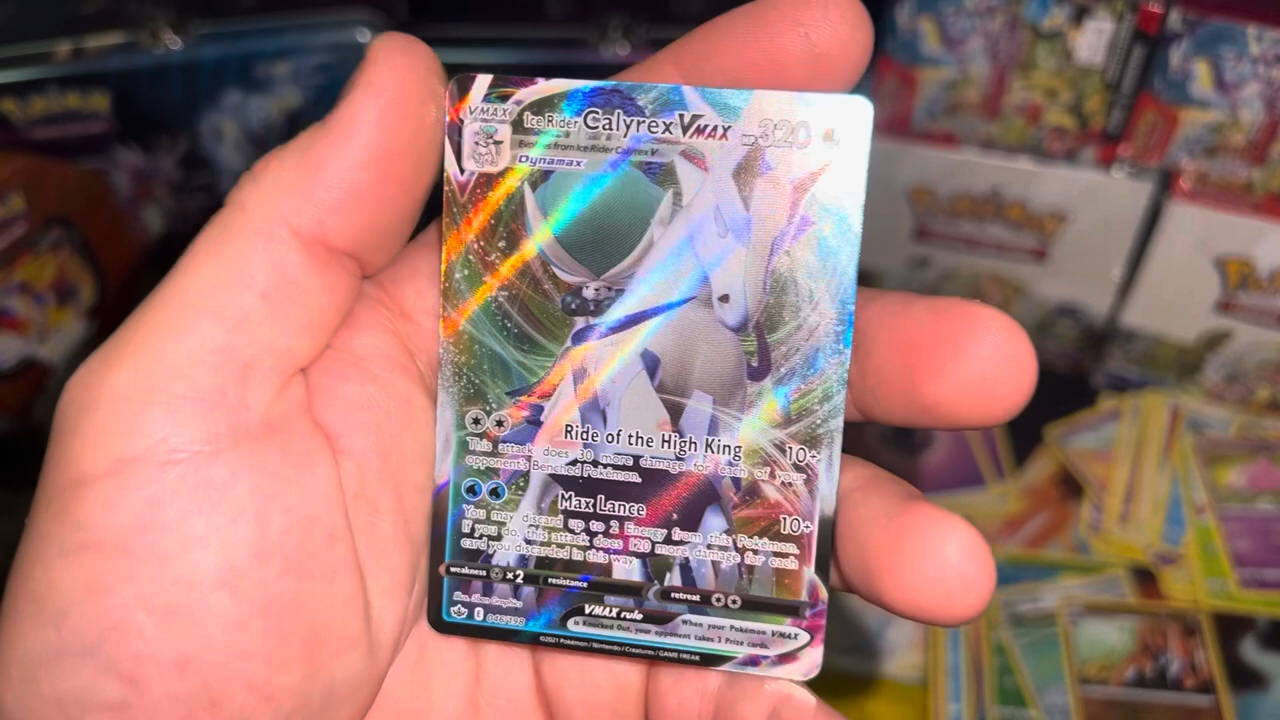 VMAX
Ice Rider Calyrex VMAX HP 320
Evolves from Ice Rider Calyrex V
Dynamax
Ride of the High King 10+
This attack does 30 more damage for each of your
opponent's Benched Pokémon.
Max Lance 10+
You may discard up to 2 Energy from this Pokémon.
If you do, this attack does 120 more damage for each
card you discarded in this way.
weakness ×2 resistance retreat
Illus. 5ban Graphics
E 046/198
VMAX rule When your Pokémon VMAX
is Knocked Out, your opponent takes 3 Prize cards.
©2021 Pokémon / Nintendo / Creatures / GAME FREAK
Pokémon
Pokémon